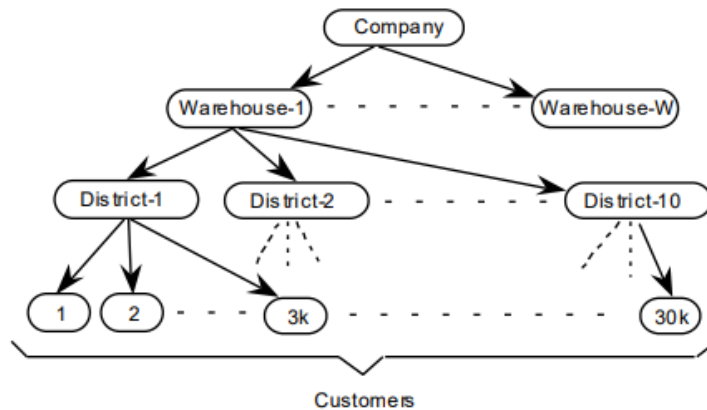 Company
Warehouse-1 Warehouse-W
District-1 District-2 District-10
1 2 3k 30k
Customers